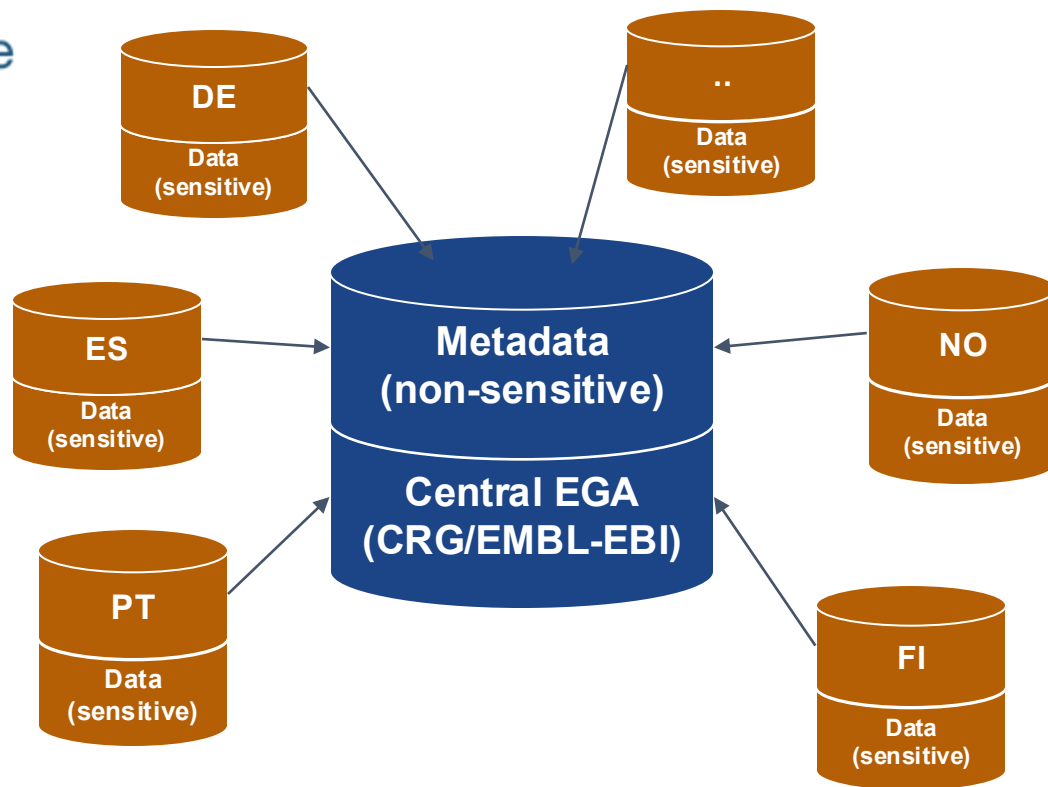 e
DE
Data
(sensitive)
..
Data
(sensitive)
ES
Data
(sensitive)
Metadata
(non-sensitive)
Central EGA
(CRG/EMBL-EBI)
NO
Data
(sensitive)
PT
Data
(sensitive)
FI
Data
(sensitive)